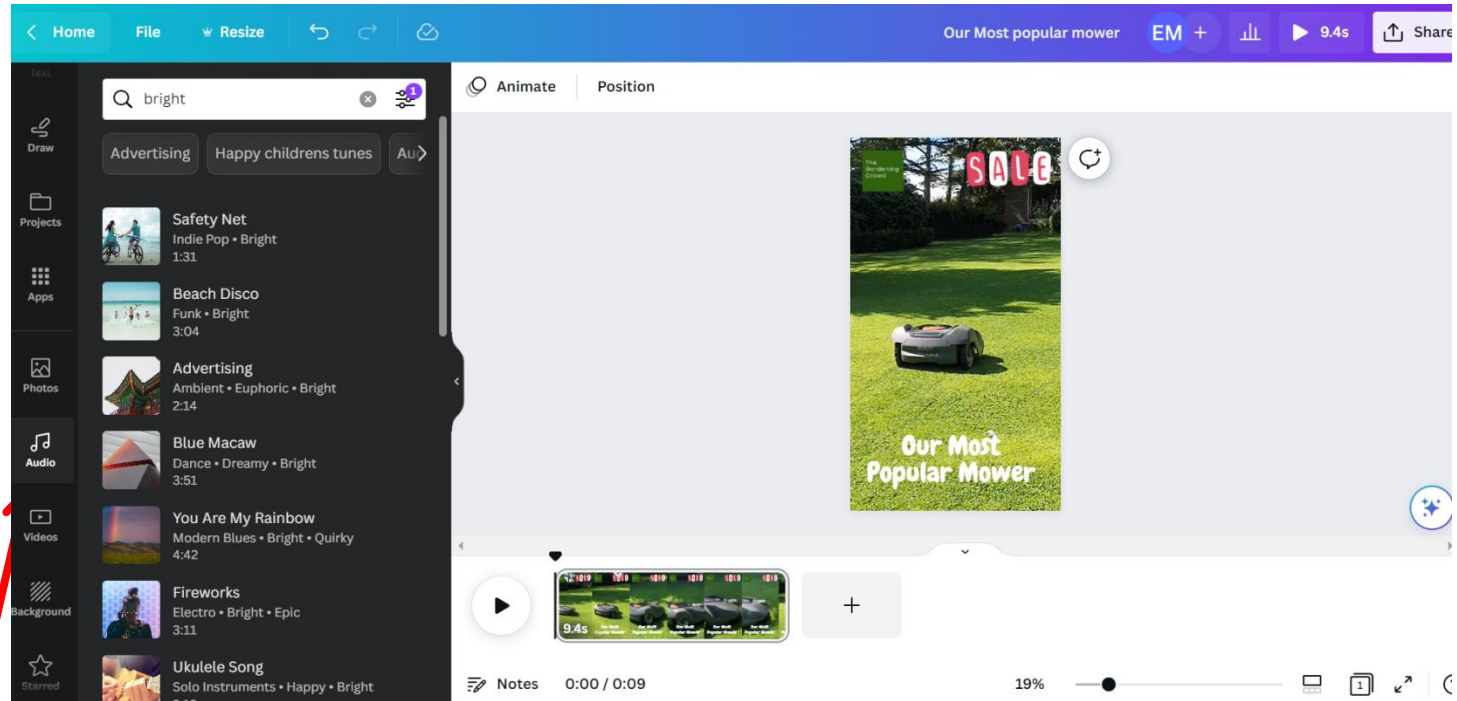 Home File Resize Our Most popular mower EM + 9.4s Share
Text
Draw
Projects
Apps
Photos
Audio
Videos
Background
Starred
bright 1
Advertising Happy childrens tunes
Safety Net
Indie Pop • Bright
1:31
Beach Disco
Funk • Bright
3:04
Advertising
Ambient • Euphoric • Bright
2:14
Blue Macaw
Dance • Dreamy • Bright
3:51
You Are My Rainbow
Modern Blues • Bright • Quirky
4:42
Fireworks
Electro • Bright • Epic
3:11
Ukulele Song
Solo Instruments • Happy • Bright
Animate Position
The
Gardening
Crowd
SALE
Our Most
Popular Mower
9.4s
+
Notes 0:00 / 0:09 19% 1